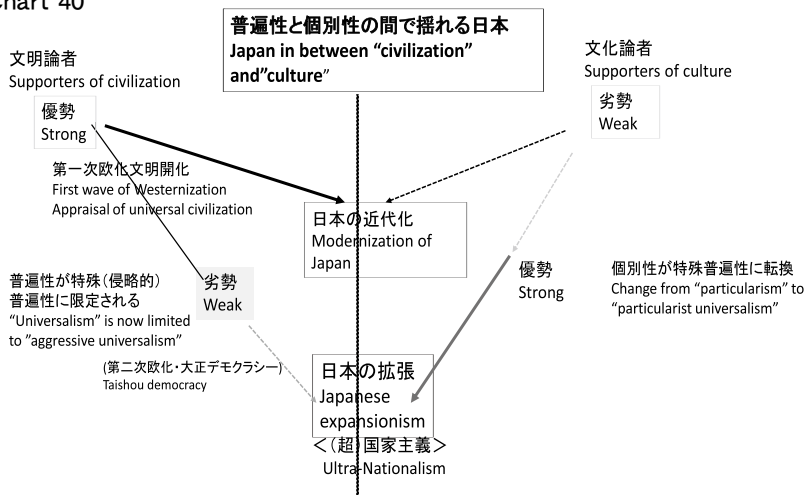 Chart 40
普遍性と個別性の間で揺れる日本
Japan in between “civilization”
and”culture”
文明論者
Supporters of civilization
優勢
Strong
文化論者
Supporters of culture
劣勢
Weak
第一次欧化文明開化
First wave of Westernization
Appraisal of universal civilization
日本の近代化
Modernization of
Japan
普遍性が特殊（侵略的）
普遍性に限定される
“Universalism” is now limited
to ”aggressive universalism”
劣勢
Weak
優勢
Strong
個別性が特殊普遍性に転換
Change from “particularism” to
“particularist universalism”
(第二次欧化・大正デモクラシー)
Taishou democracy
日本の拡張
Japanese
expansionism
＜（超）国家主義＞
Ultra-Nationalism